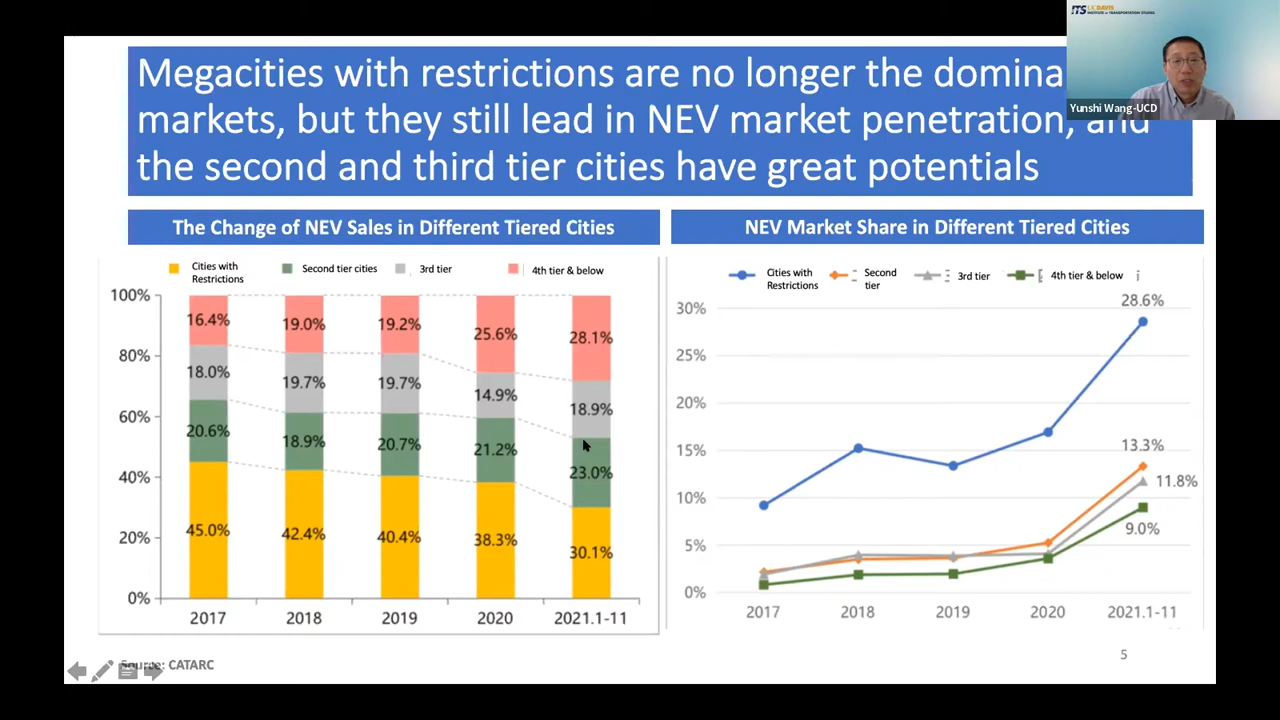 ITS UCDAVIS
INSTITUTE OF TRANSPORTATION STUDIES
Yunshi Wang-UCD
Megacities with restrictions are no longer the domina
markets, but they still lead in NEV market penetration, and
the second and third tier cities have great potentials
The Change of NEV Sales in Different Tiered Cities
Cities with
Restrictions
Second tier cities
3rd tier
4th tier & below
100%
80%
60%
40%
20%
0%
16.4%
18.0%
20.6%
45.0%
19.0%
19.7%
18.9%
42.4%
19.2%
19.7%
20.7%
40.4%
25.6%
14.9%
21.2%
38.3%
28.1%
18.9%
23.0%
30.1%
2017
2018
2019
2020
2021.1-11
NEV Market Share in Different Tiered Cities
Cities with
Restrictions
Second
tier
3rd tier
4th tier & below
30%
25%
20%
15%
10%
5%
0%
28.6%
13.3%
11.8%
9.0%
2017
2018
2019
2020
2021.1-11
Source: CATARC
5